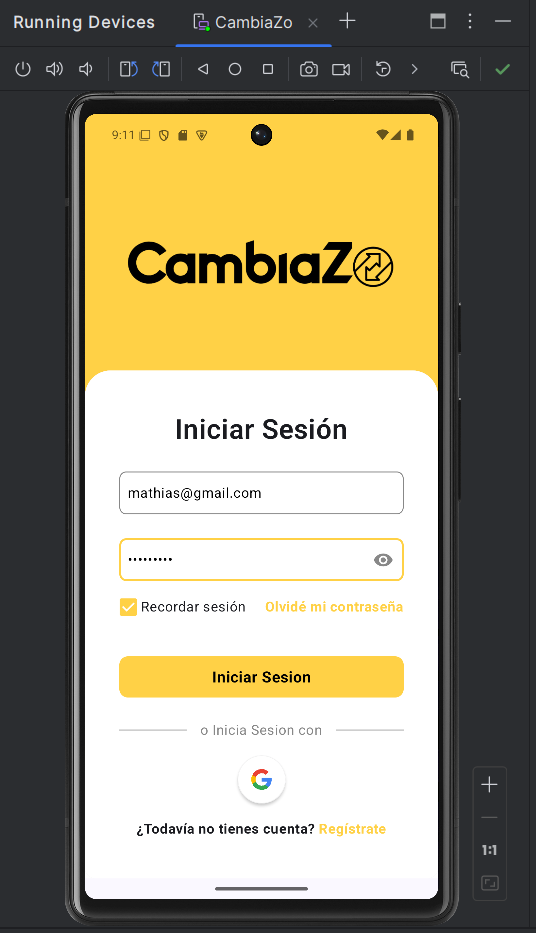 Running Devices CambiaZo
9:11
CambiaZo
Iniciar Sesión
mathias@gmail.com
•••••••••
Recordar sesión Olvidé mi contraseña
Iniciar Sesion
o Inicia Sesion con
G
¿Todavía no tienes cuenta? Regístrate
1:1